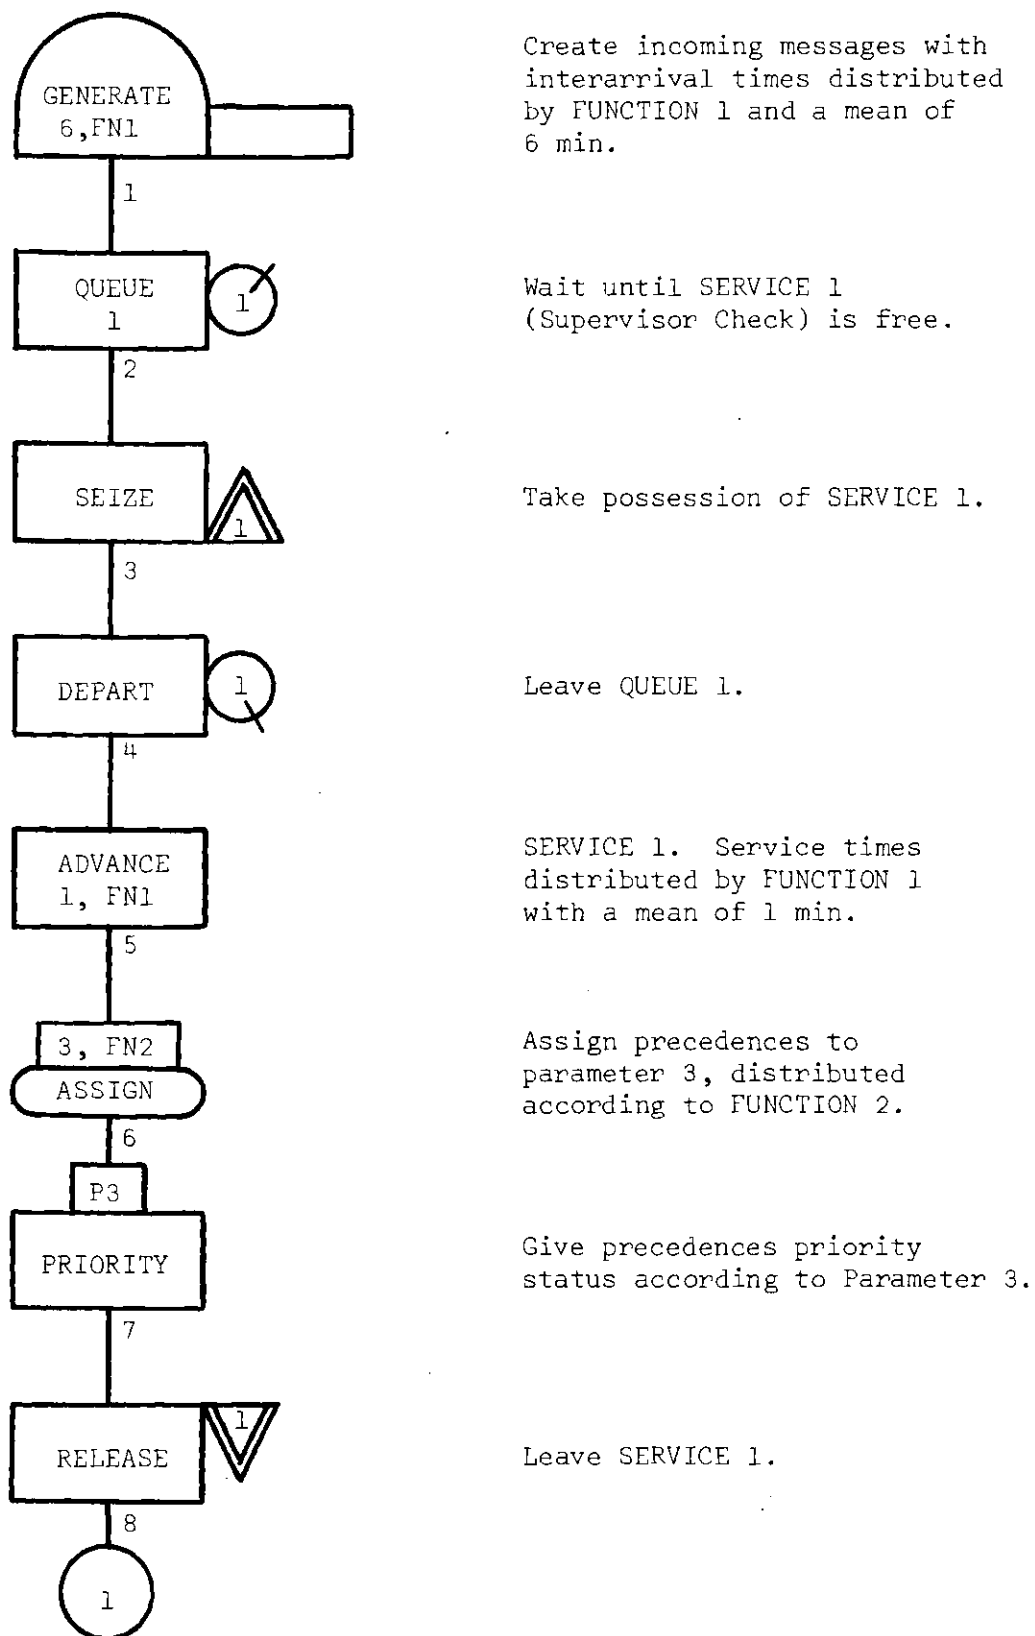 Create incoming messages with
interarrival times distributed
by FUNCTION 1 and a mean of
6 min.
GENERATE
6,FN1
1
QUEUE
1
1
Wait until SERVICE 1
(Supervisor Check) is free.
2
SEIZE
1
Take possession of SERVICE 1.
3
DEPART
1
Leave QUEUE 1.
4
ADVANCE
1, FN1
SERVICE 1. Service times
distributed by FUNCTION 1
with a mean of 1 min.
5
3, FN2
ASSIGN
Assign precedences to
parameter 3, distributed
according to FUNCTION 2.
6
P3
PRIORITY
Give precedences priority
status according to Parameter 3.
7
RELEASE
1
Leave SERVICE 1.
8
1